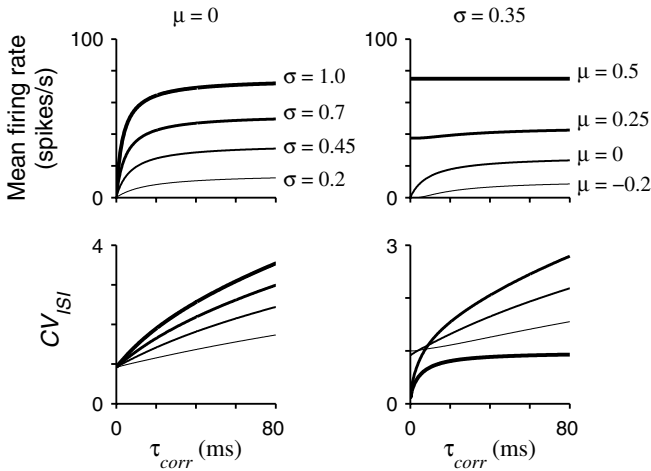 μ = 0
σ = 0.35
Mean firing rate
(spikes/s)
100
0
σ = 1.0
σ = 0.7
σ = 0.45
σ = 0.2
100
0
μ = 0.5
μ = 0.25
μ = 0
μ = −0.2
CV_ISI
4
0
0
80
τ_corr (ms)
3
0
0
80
τ_corr (ms)